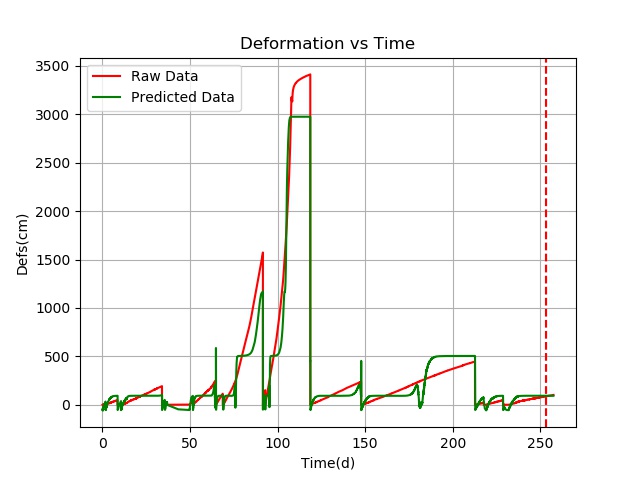 Deformation vs Time
Raw Data
Predicted Data
3500
3000
2500
2000
1500
1000
500
0
Defs(cm)
0 50 100 150 200 250
Time(d)